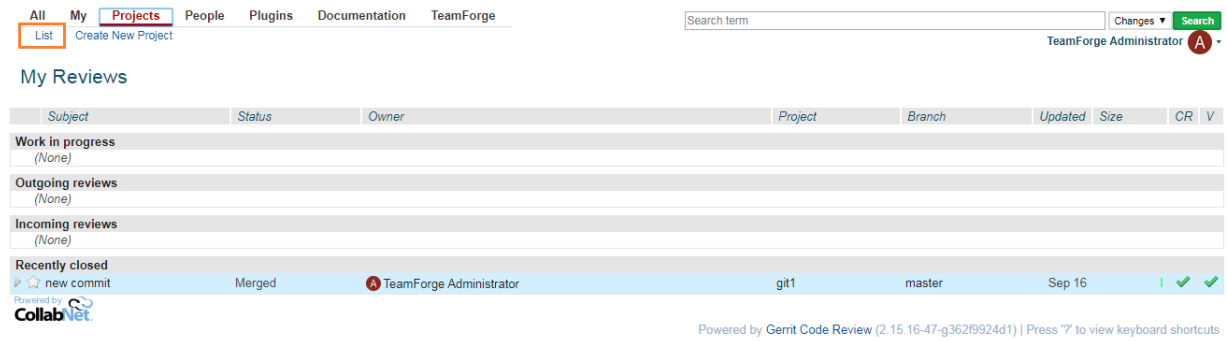 All My Projects People Plugins Documentation TeamForge
Search term Changes ▼ Search
List Create New Project
TeamForge Administrator A
My Reviews
Subject Status Owner Project Branch Updated Size CR V
Work in progress
(None)
Outgoing reviews
(None)
Incoming reviews
(None)
Recently closed
new commit Merged A TeamForge Administrator git1 master Sep 16
Powered by
CollabNet.
Powered by Gerrit Code Review (2.15.16-47-g362f9924d1) | Press '?' to view keyboard shortcuts